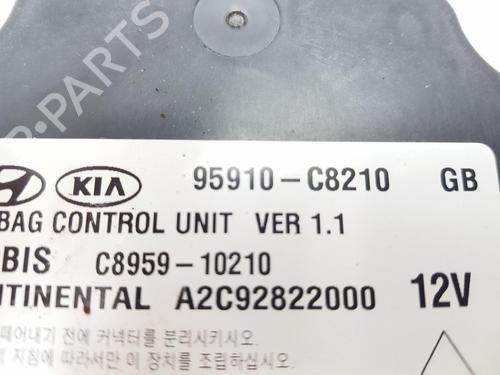 B-PARTS
KIA 95910-C8210 GB
BAG CONTROL UNIT VER 1.1
BIS C8959-10210
TINENTAL A2C92822000 12V
떼어내기 전에 커넥터를 분리시키시오.
지침에 따라서만 이 장치를 조립하십시오